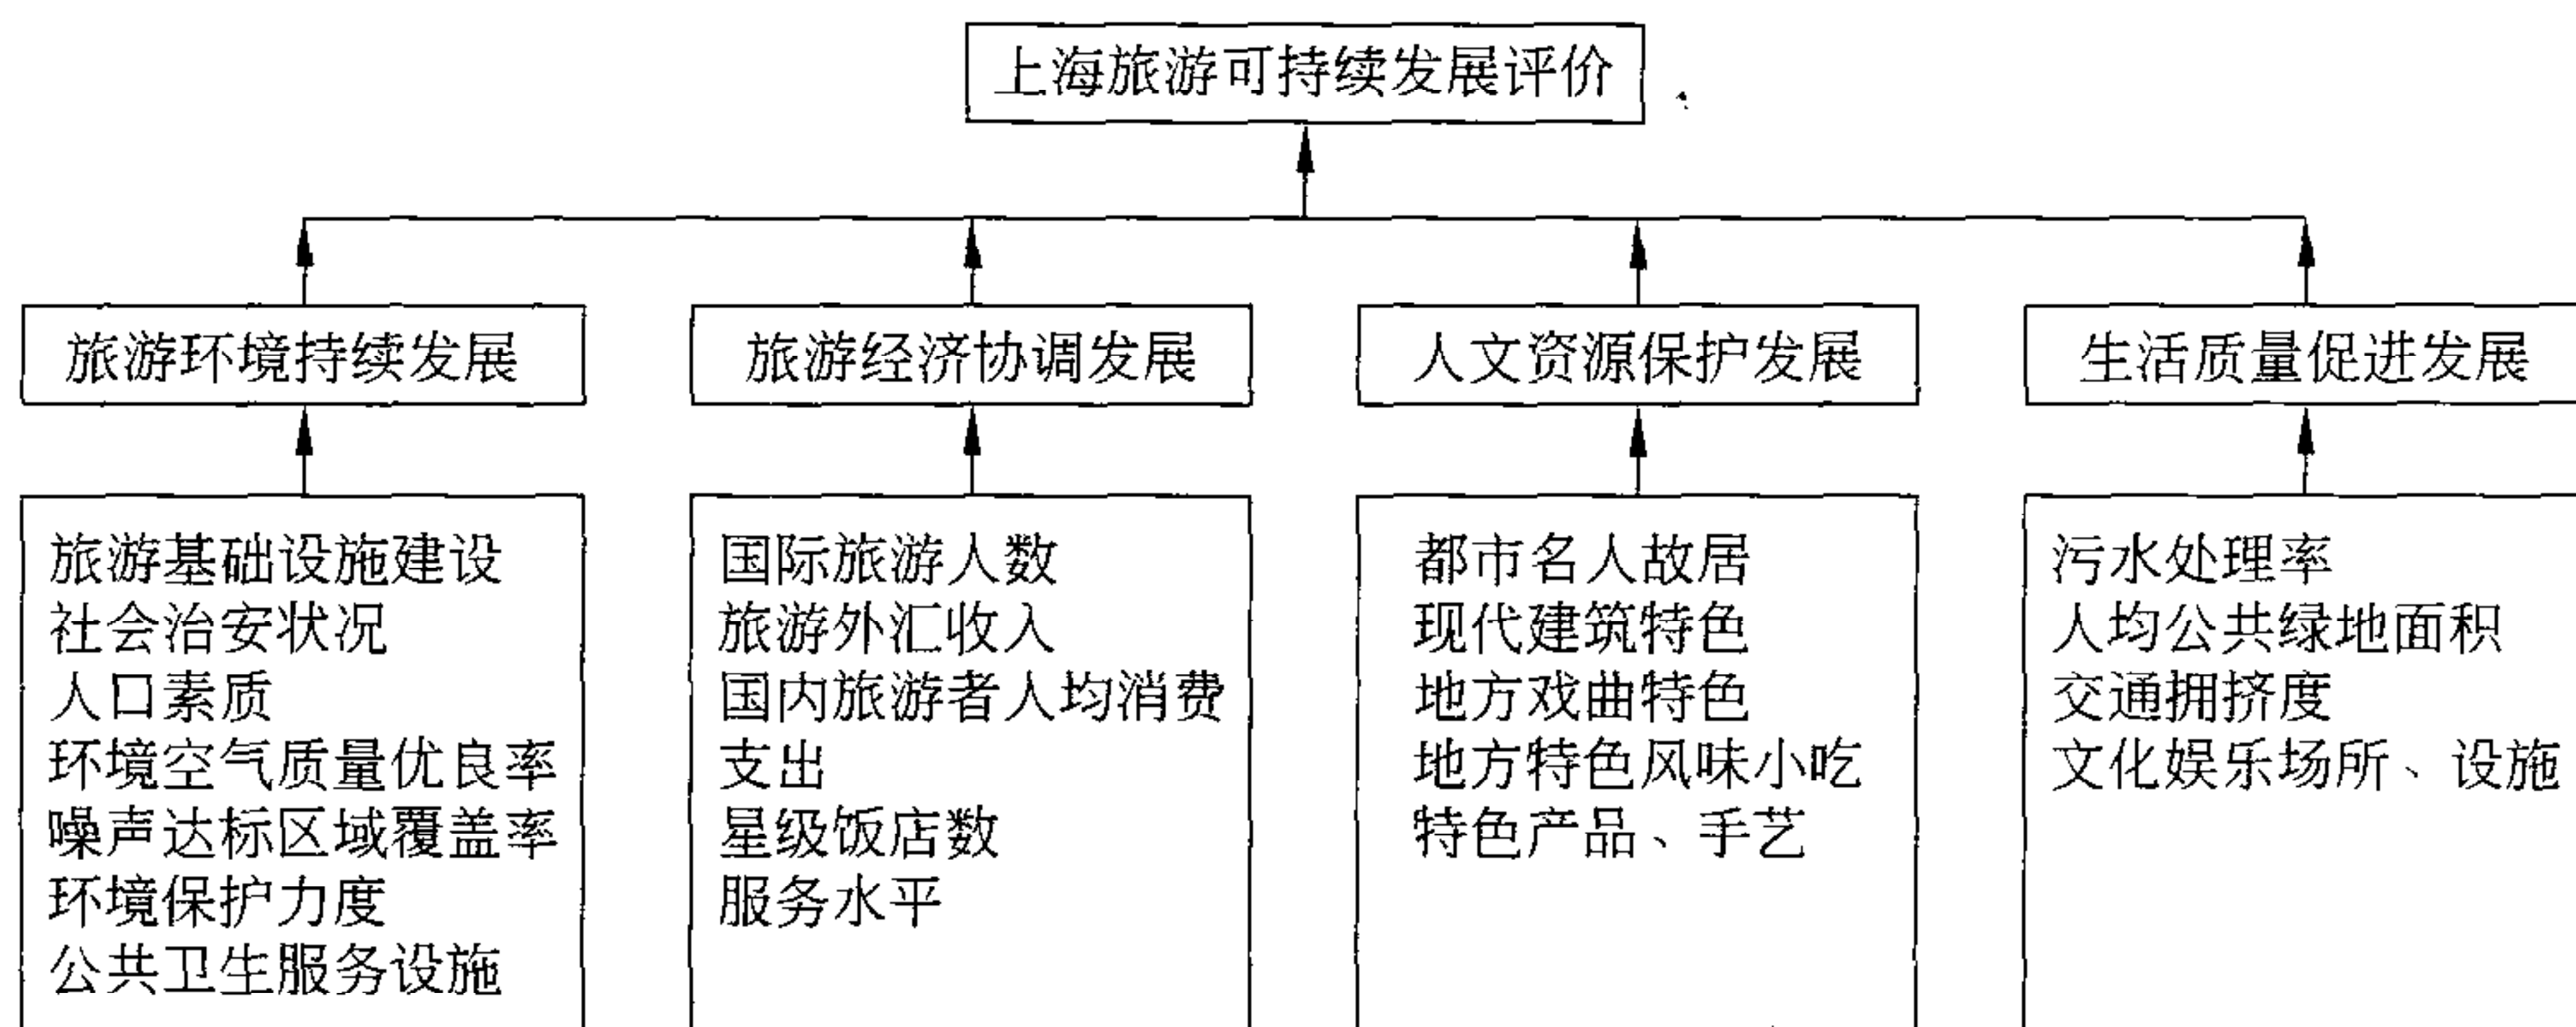 上海旅游可持续发展评价
旅游环境持续发展
旅游经济协调发展
人文资源保护发展
生活质量促进发展
旅游基础设施建设
社会治安状况
人口素质
环境空气质量优良率
噪声达标区域覆盖率
环境保护力度
公共卫生服务设施
国际旅游人数
旅游外汇收入
国内旅游者人均消费
支出
星级饭店数
服务水平
都市名人故居
现代建筑特色
地方戏曲特色
地方特色风味小吃
特色产品、手艺
污水处理率
人均公共绿地面积
交通拥挤度
文化娱乐场所、设施